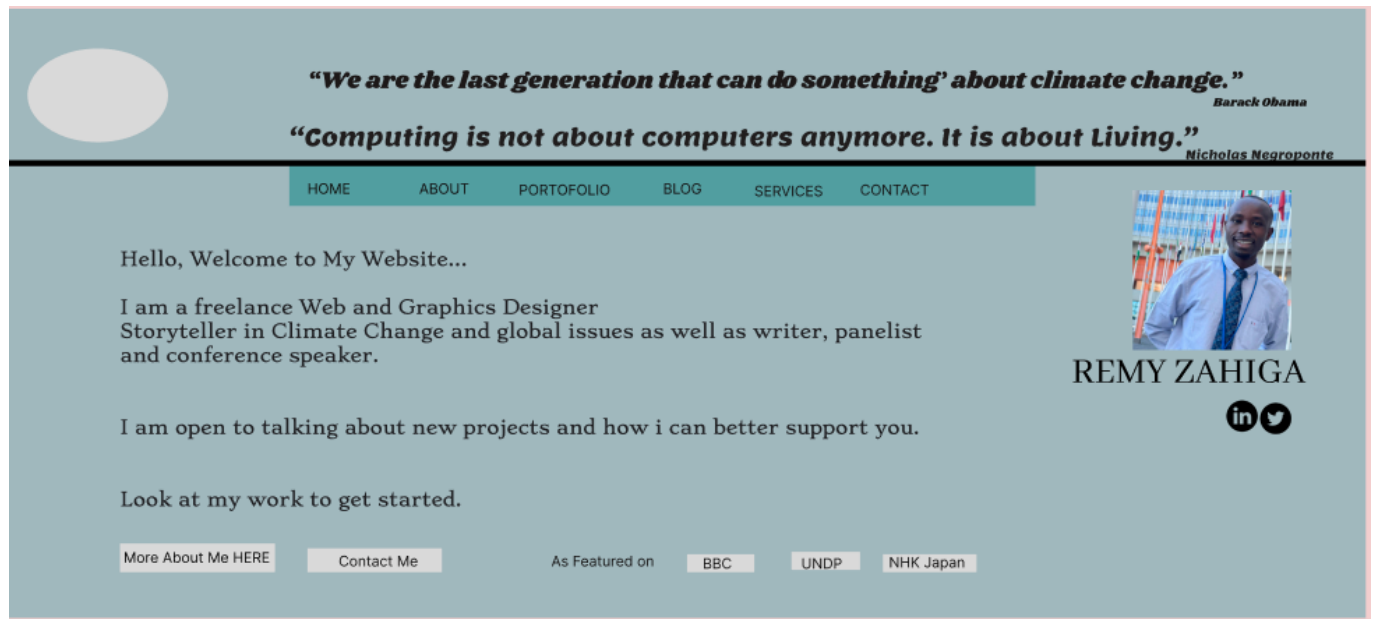 “We are the last generation that can do something’ about climate change.”
Barack Obama
“Computing is not about computers anymore. It is about Living.”
Nicholas Negroponte
HOME ABOUT PORTOFOLIO BLOG SERVICES CONTACT
Hello, Welcome to My Website...
I am a freelance Web and Graphics Designer
Storyteller in Climate Change and global issues as well as writer, panelist
and conference speaker.
I am open to talking about new projects and how i can better support you.
Look at my work to get started.
REMY ZAHIGA
in
More About Me HERE Contact Me As Featured on BBC UNDP NHK Japan